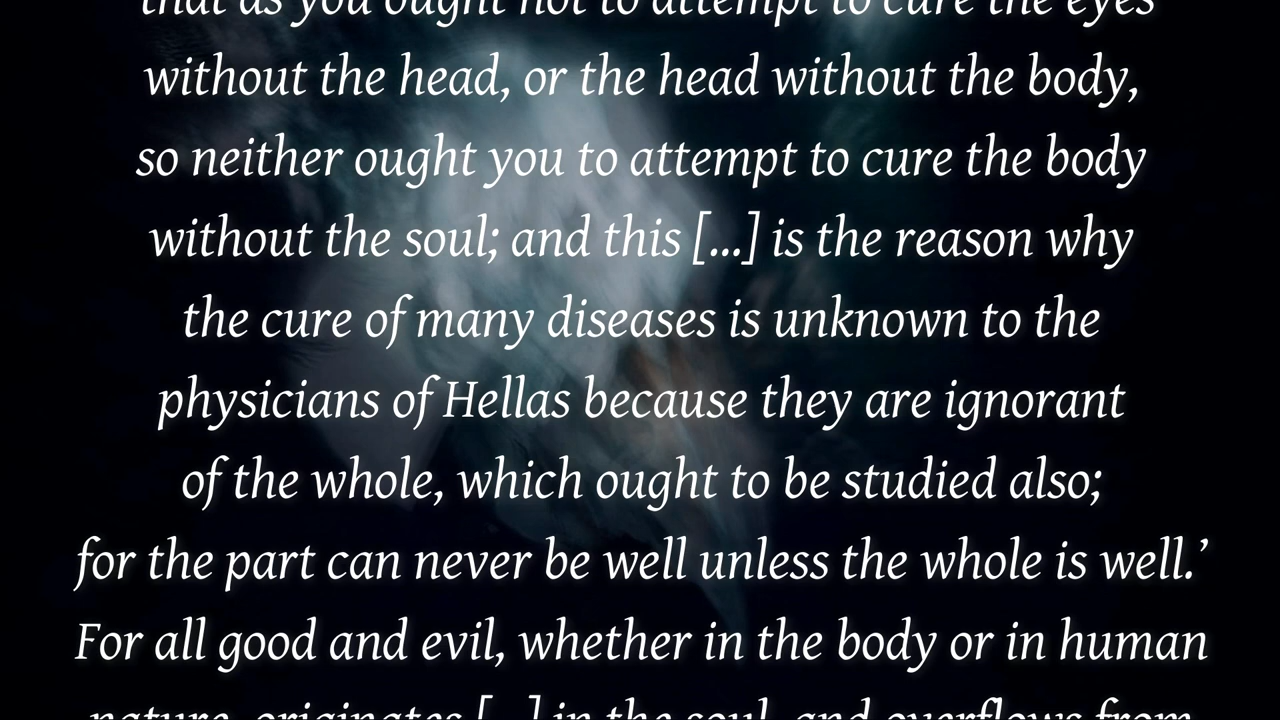 that as you ought not to attempt to cure the eyes
without the head, or the head without the body,
so neither ought you to attempt to cure the body
without the soul; and this [...] is the reason why
the cure of many diseases is unknown to the
physicians of Hellas because they are ignorant
of the whole, which ought to be studied also;
for the part can never be well unless the whole is well.’
For all good and evil, whether in the body or in human
nature, originates [...] in the soul, and overflows from